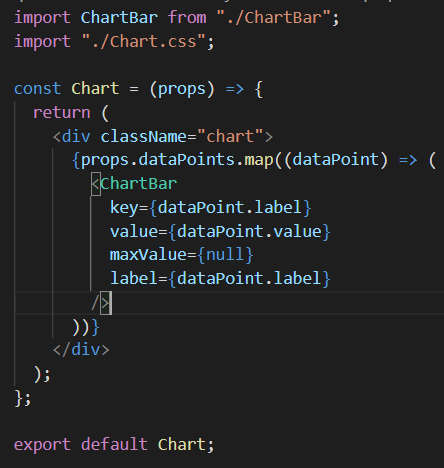 import ChartBar from "./ChartBar";
import "./Chart.css";
const Chart = (props) => {
return (
<div className="chart">
{props.dataPoints.map((dataPoint) => (
<ChartBar
key={dataPoint.label}
value={dataPoint.value}
maxValue={null}
label={dataPoint.label}
/>
))}
</div>
);
};
export default Chart;